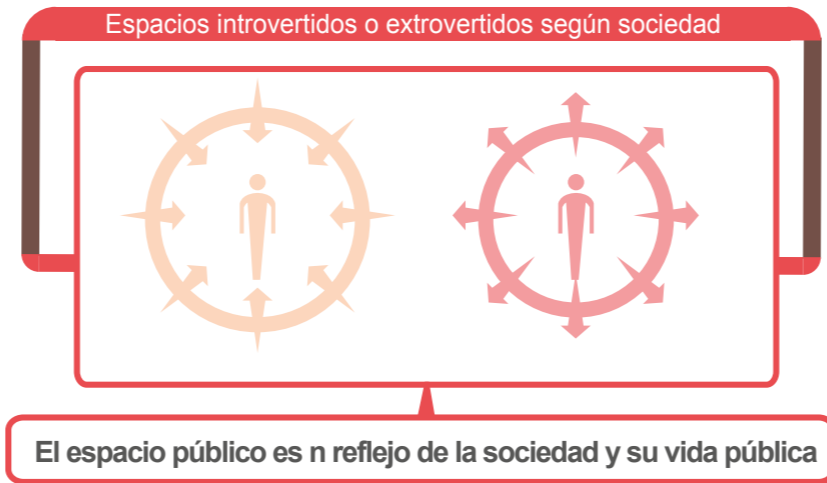 Espacios introvertidos o extrovertidos según sociedad
El espacio público es n reflejo de la sociedad y su vida pública